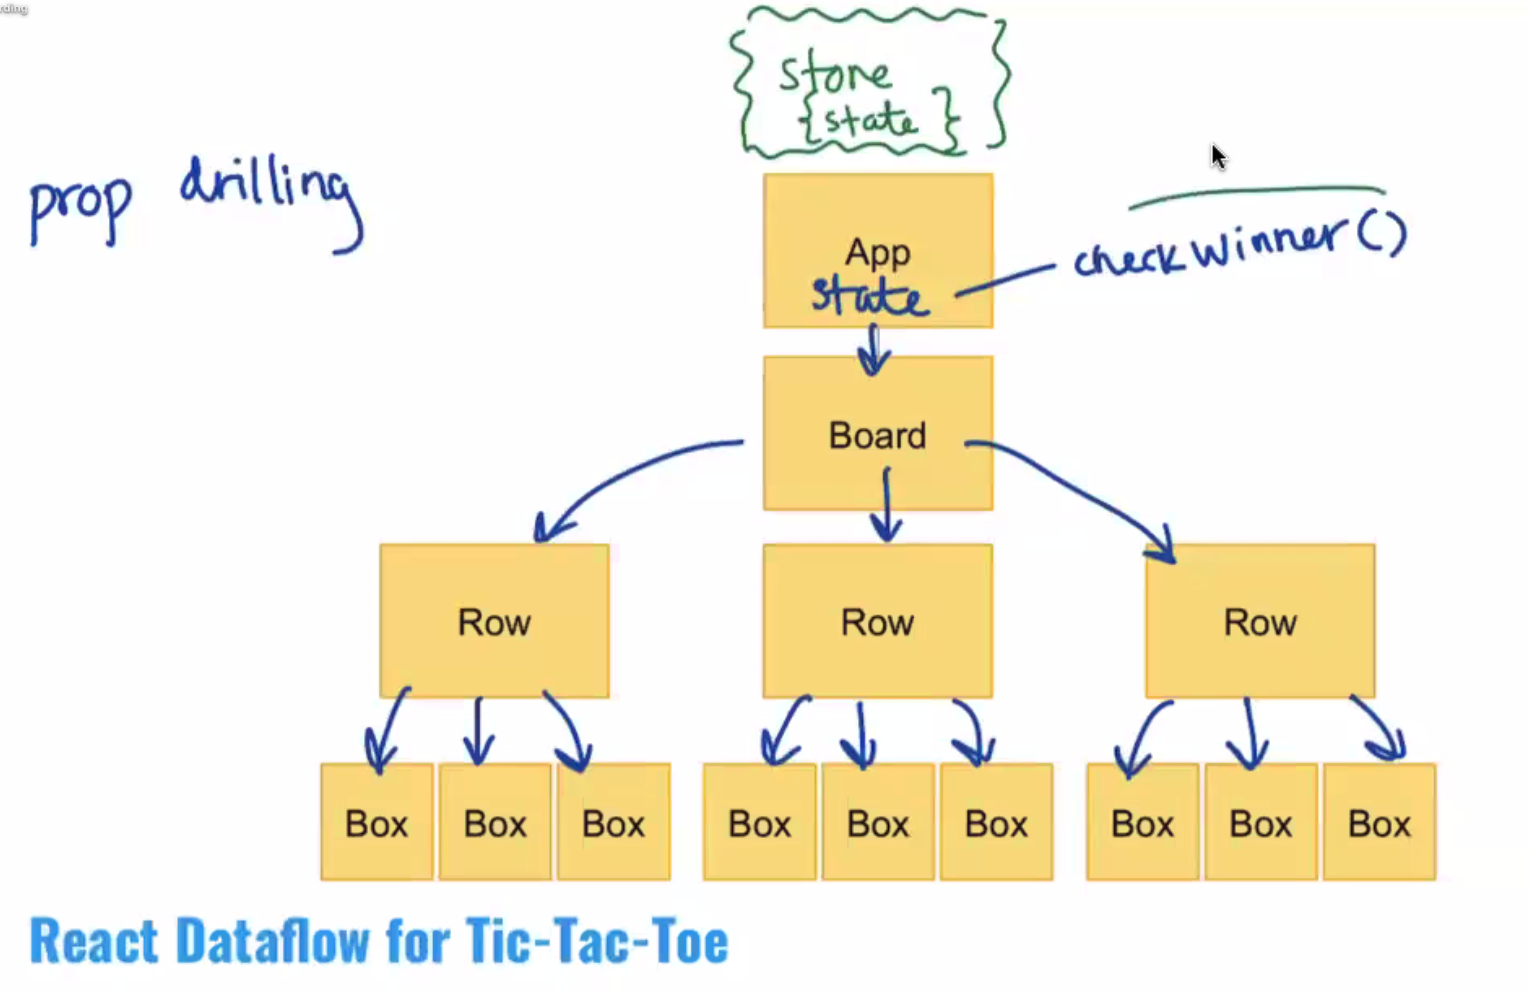 rding
store
{state}
prop drilling
App
state
checkWinner()
Board
Row Row Row
Box Box Box Box Box Box Box Box Box
React Dataflow for Tic-Tac-Toe